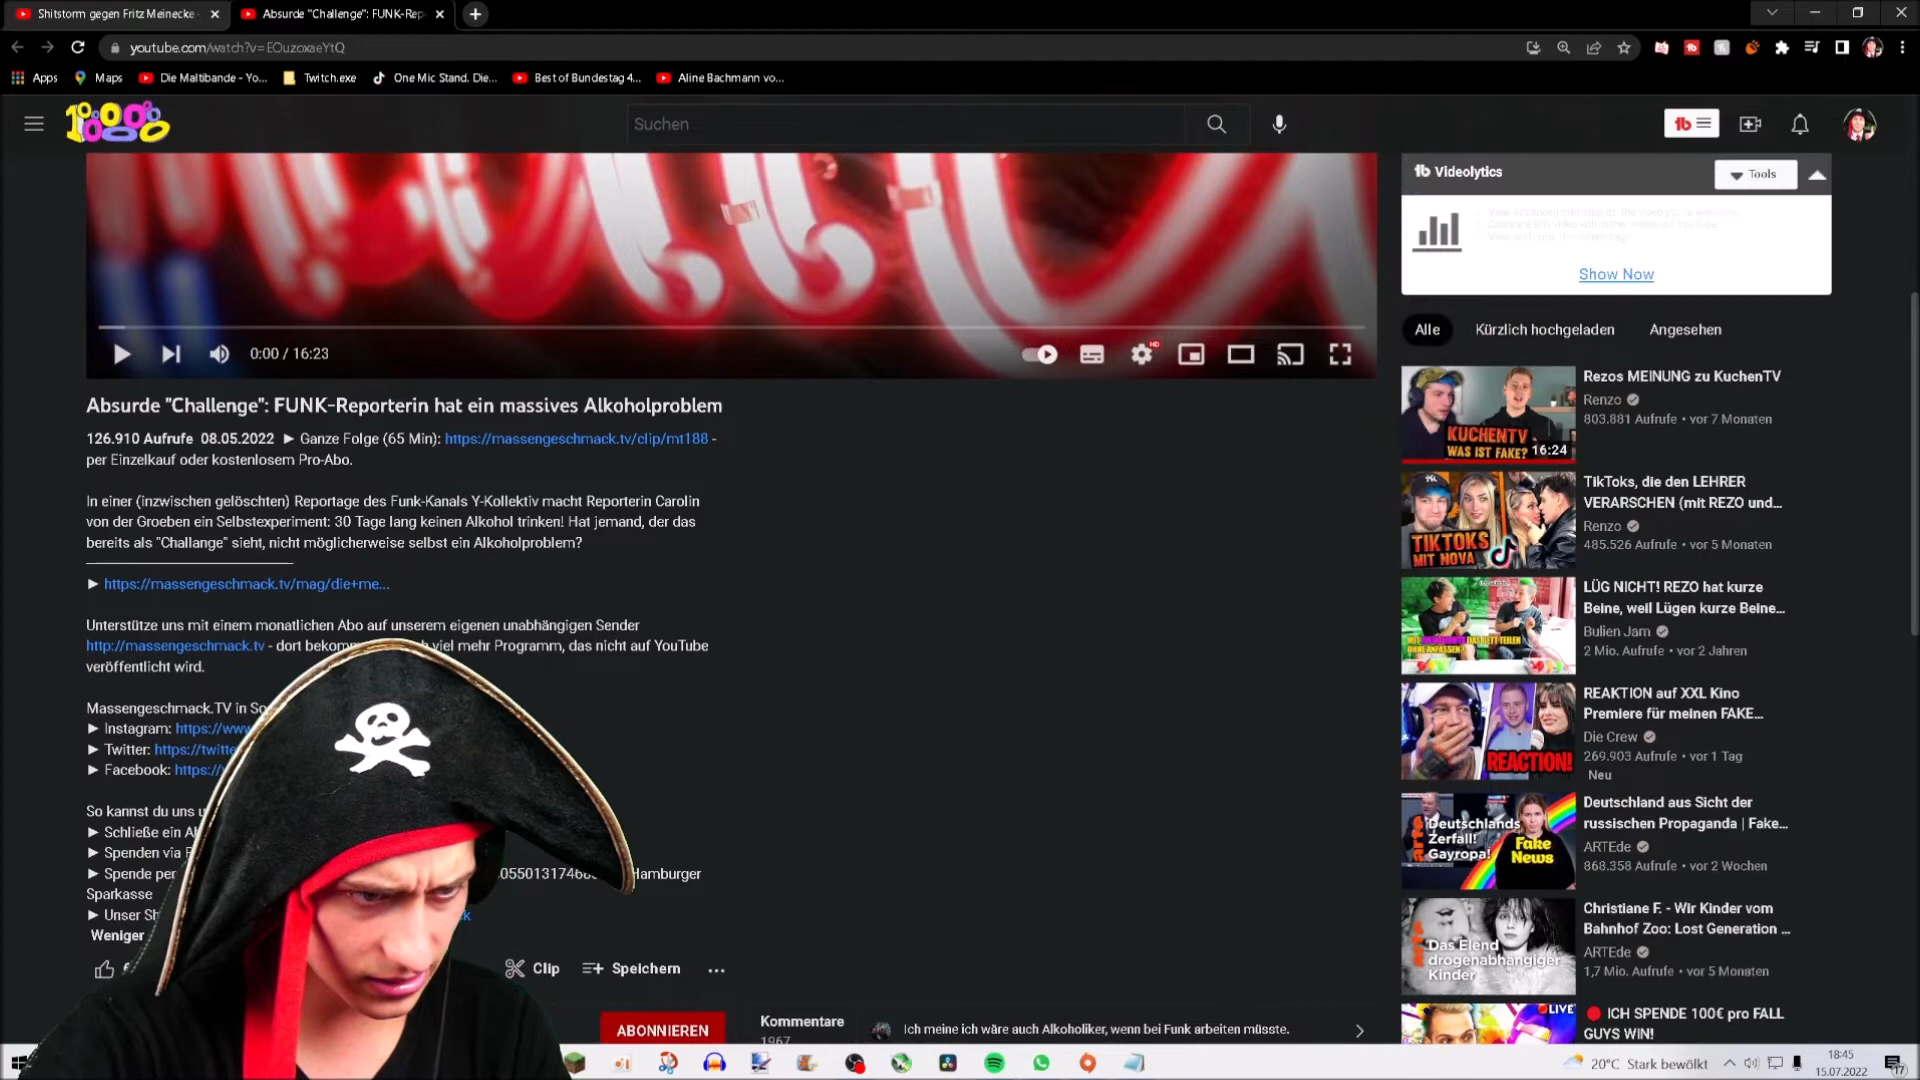 Shitstorm gegen Fritz Meinecke
Absurde "Challenge": FUNK-Rep
youtube.com/watch?v=EOuzoxaeYtQ
Apps
Maps
Die Maltibande - Yo...
Twitch.exe
One Mic Stand. Die...
Best of Bundestag 4...
Aline Bachmann vo...
Suchen
Videolytics
Tools
Show Now
0:00 / 16:23
HD
Alle
Kürzlich hochgeladen
Angesehen
Absurde "Challenge": FUNK-Reporterin hat ein massives Alkoholproblem
126.910 Aufrufe 08.05.2022 ► Ganze Folge (65 Min): https://massengeschmack.tv/clip/mt188 -
per Einzelkauf oder kostenlosem Pro-Abo.
In einer (inzwischen gelöschten) Reportage des Funk-Kanals Y-Kollektiv macht Reporterin Carolin
von der Groeben ein Selbstexperiment: 30 Tage lang keinen Alkohol trinken! Hat jemand, der das
bereits als "Challange" sieht, nicht möglicherweise selbst ein Alkoholproblem?
► https://massengeschmack.tv/mag/die+me...
Unterstütze uns mit einem monatlichen Abo auf unserem eigenen unabhängigen Sender
http://massengeschmack.tv - dort bekomm viel mehr Programm, das nicht auf YouTube
veröffentlicht wird.
Massengeschmack.TV in So
► Instagram: https://www
► Twitter: https://twitte
► Facebook: https://
So kannst du uns u
► Schließe ein A
► Spenden via
► Spende per Hamburger
Sparkasse
► Unser Sh k
Weniger
Clip
Speichern
ABONNIEREN
Kommentare
1967
Ich meine ich wäre auch Alkoholiker, wenn bei Funk arbeiten müsste.
KUCHENTV
WAS IST FAKE?
16:24
Rezos MEINUNG zu KuchenTV
Renzo
803.881 Aufrufe • vor 7 Monaten
TIKTOKS
MIT NOVA
TikToks, die den LEHRER
VERARSCHEN (mit REZO und...
Renzo
485.526 Aufrufe • vor 5 Monaten
LÜG NICHT! REZO hat kurze
Beine, weil Lügen kurze Beine...
Bulien Jam
2 Mio. Aufrufe • vor 2 Jahren
REACTION!
REAKTION auf XXL Kino
Premiere für meinen FAKE...
Die Crew
269.903 Aufrufe • vor 1 Tag
Neu
arte
Deutschlands
Zerfall!
Gayropa!
Fake
News
Deutschland aus Sicht der
russischen Propaganda | Fake...
ARTEde
868.358 Aufrufe • vor 2 Wochen
arte
Das Elend
drogenabhängiger
Kinder
Christiane F. - Wir Kinder vom
Bahnhof Zoo: Lost Generation ...
ARTEde
1,7 Mio. Aufrufe • vor 5 Monaten
LIVE
ICH SPENDE 100€ pro FALL
GUYS WIN!
20°C Stark bewölkt
18:45
15.07.2022
17